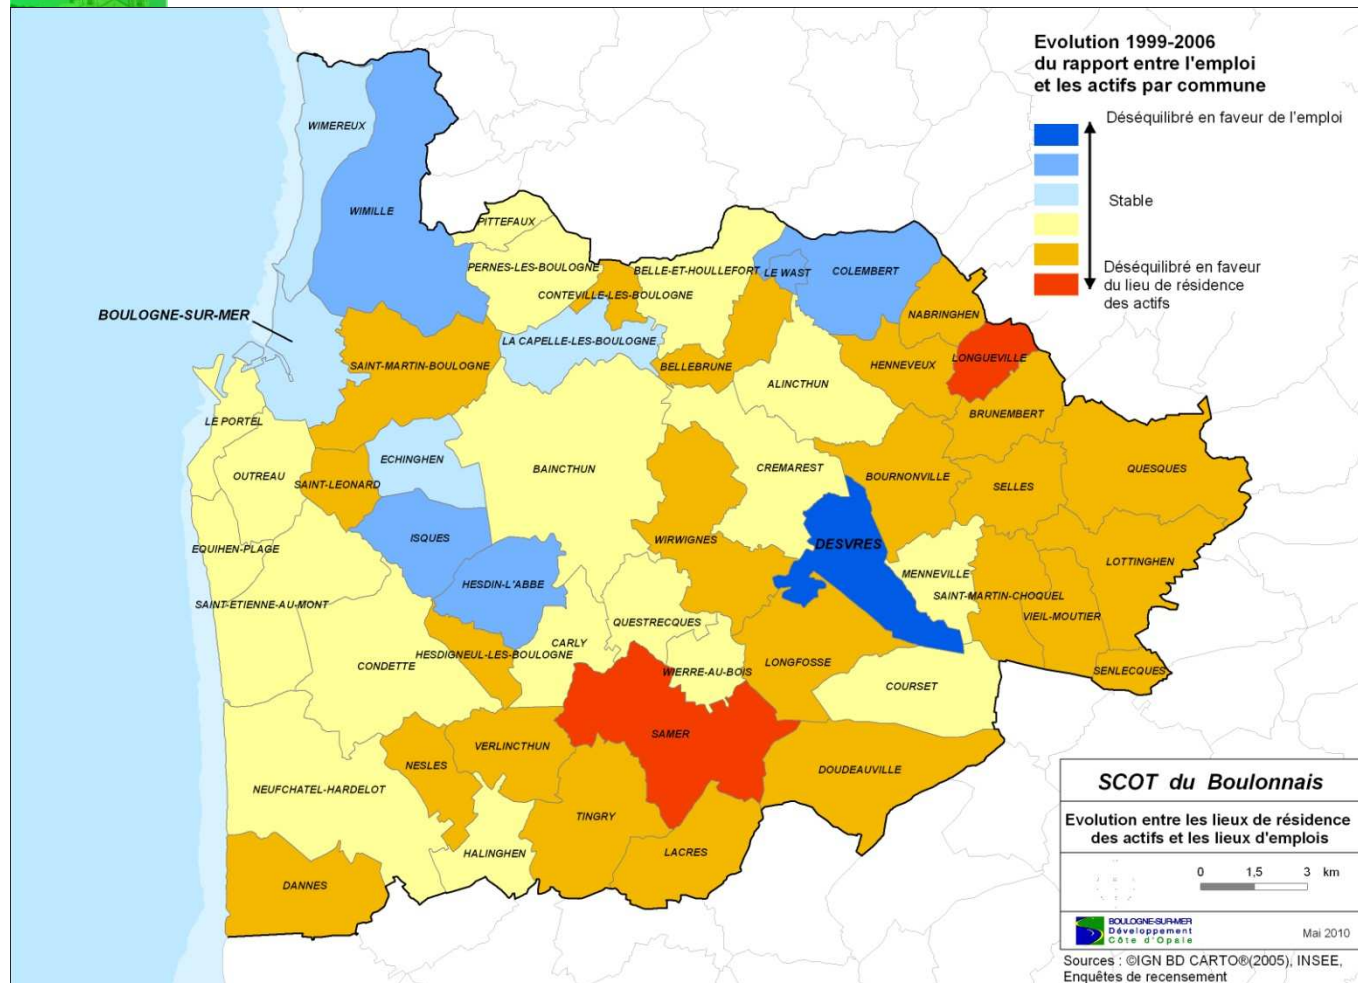 Evolution 1999-2006
du rapport entre l'emploi
et les actifs par commune
Déséquilibré en faveur de l'emploi
Stable
Déséquilibré en faveur
du lieu de résidence
des actifs
WIMEREUX
WIMILLE
PITTEFAUX
PERNES-LES-BOULOGNE
BELLE-ET-HOULLEFORT
LE WAST
COLEMBERT
CONTEVILLE-LES-BOULOGNE
NABRINGHEN
BOULOGNE-SUR-MER
LA CAPELLE-LES-BOULOGNE
SAINT-MARTIN-BOULOGNE
BELLEBRUNE
HENNEVEUX
LONGUEVILLE
ALINCTHUN
BRUNEMBERT
LE PORTEL
ECHINGHEN
BAINCTHUN
CREMAREST
QUESQUES
OUTREAU
SAINT-LEONARD
BOURNONVILLE
SELLES
ISQUES
WIRWIGNES
DESVRES
EQUIHEN-PLAGE
LOTTINGHEN
HESDIN-L'ABBE
MENNEVILLE
SAINT-MARTIN-CHOQUEL
SAINT-ETIENNE-AU-MONT
VIEIL-MOUTIER
QUESTRECQUES
CARLY
HESDIGNEUL-LES-BOULOGNE
CONDETTE
WIERRE-AU-BOIS
LONGFOSSE
SENLECQUES
COURSET
SAMER
VERLINCTHUN
NESLES
DOUDEAUVILLE
NEUFCHATEL-HARDELOT
TINGRY
HALINGHEN
LACRES
DANNES
SCOT du Boulonnais
Evolution entre les lieux de résidence
des actifs et les lieux d'emplois
0 1,5 3 km
BOULOGNE-SUR-MER
Développement
Côte d'Opale
Mai 2010
Sources : ©IGN BD CARTO®(2005), INSEE,
Enquêtes de recensement